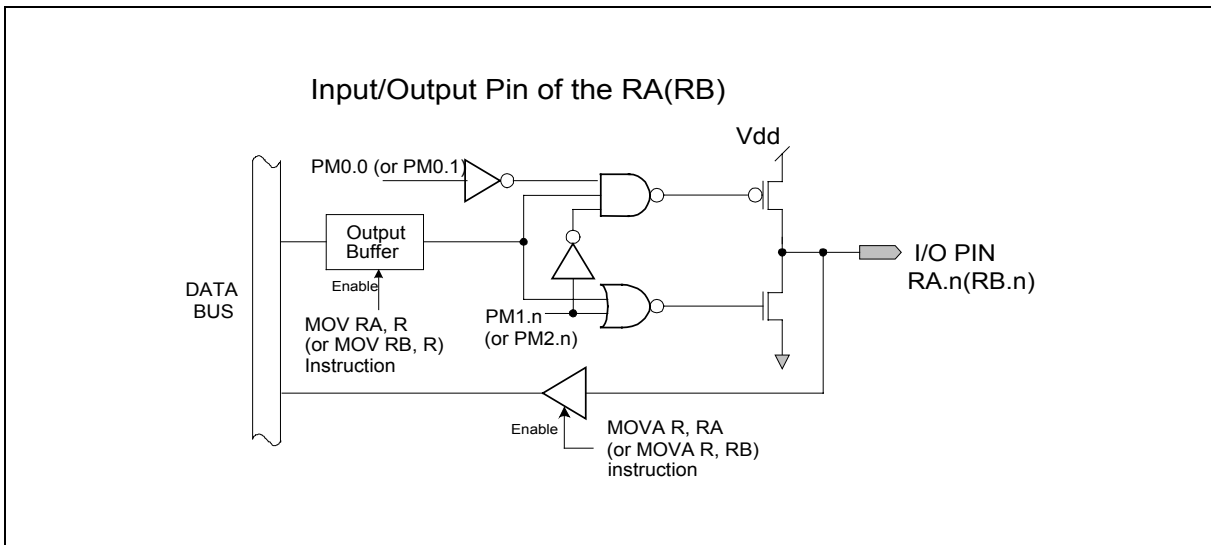 Input/Output Pin of the RA(RB)
Vdd
PM0.0 (or PM0.1)
Output
Buffer
I/O PIN
RA.n(RB.n)
Enable
DATA
BUS
PM1.n
(or PM2.n)
MOV RA, R
(or MOV RB, R)
Instruction
Enable
MOVA R, RA
(or MOVA R, RB)
instruction